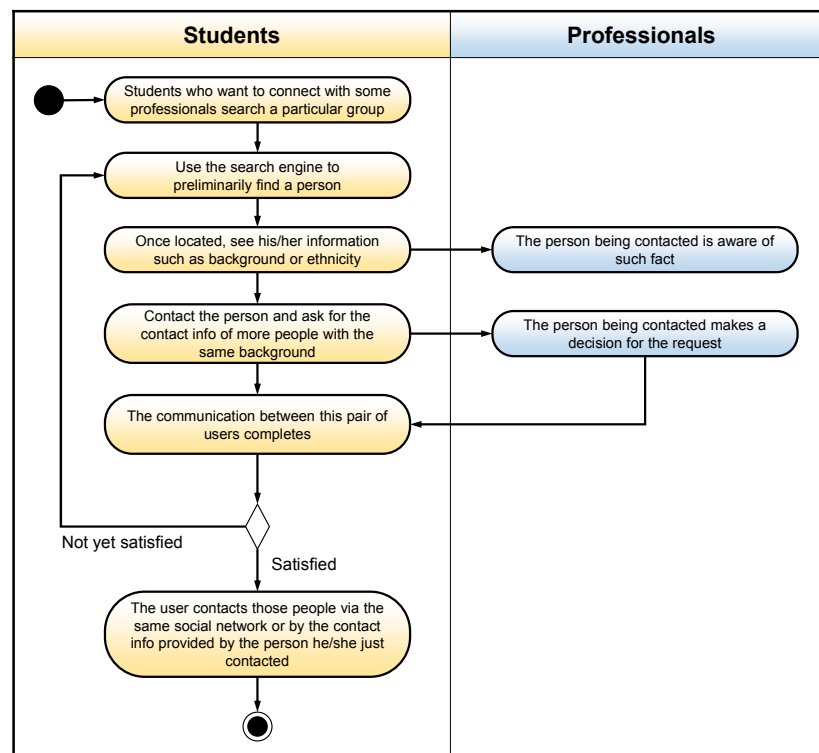 Students
Professionals
Students who want to connect with some
professionals search a particular group
Use the search engine to
preliminarily find a person
Once located, see his/her information
such as background or ethnicity
The person being contacted is aware of
such fact
Contact the person and ask for the
contact info of more people with the
same background
The person being contacted makes a
decision for the request
The communication between this pair of
users completes
Not yet satisfied
Satisfied
The user contacts those people via the
same social network or by the contact
info provided by the person he/she just
contacted